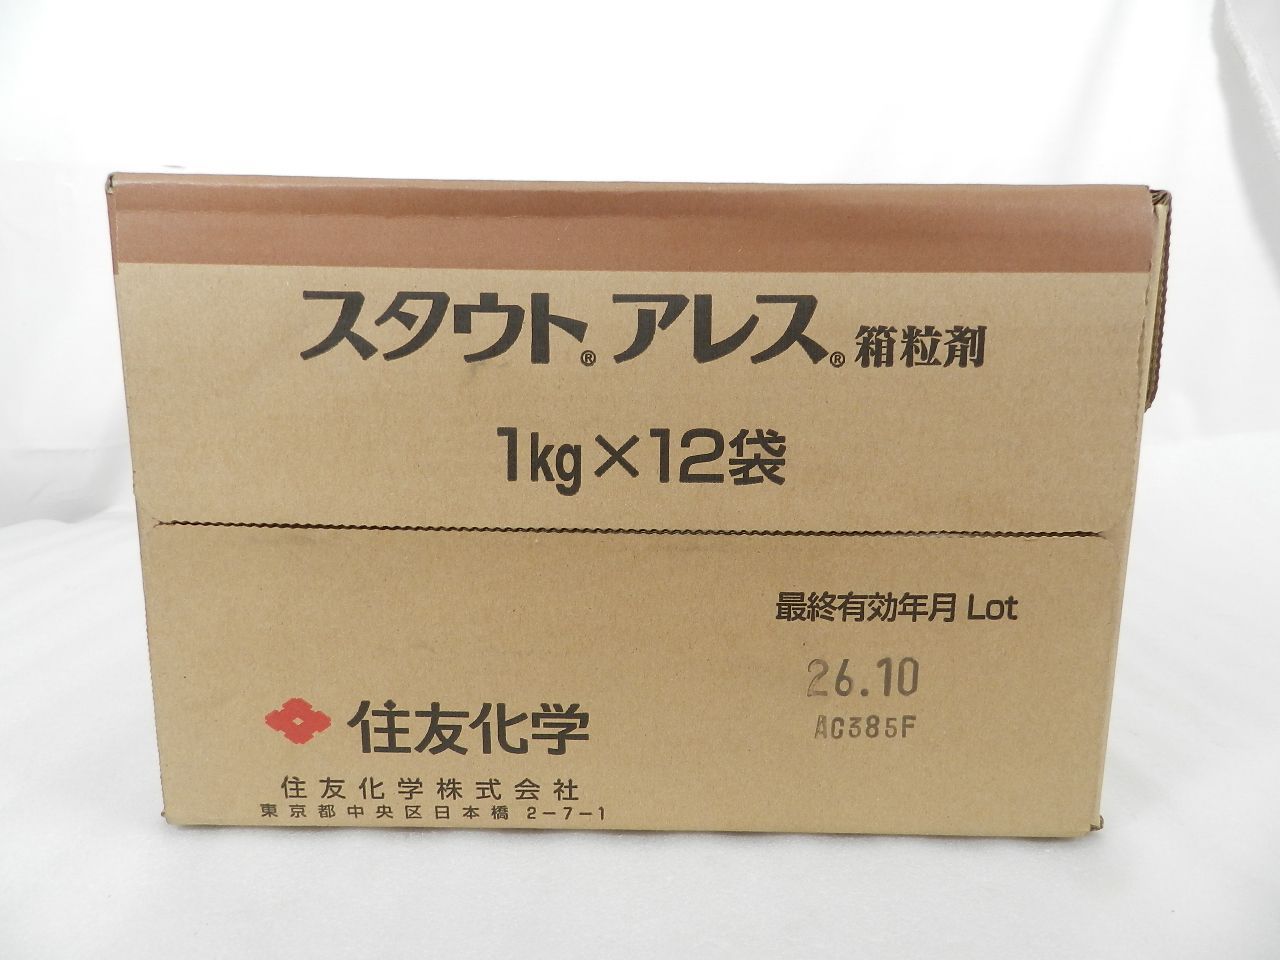 スタウト® アレス® 箱粒剤
1kg×12袋
最終有効年月 Lot
26.10
AC385F
住友化学
住友化学株式会社
東京都中央区日本橋 2-7-1